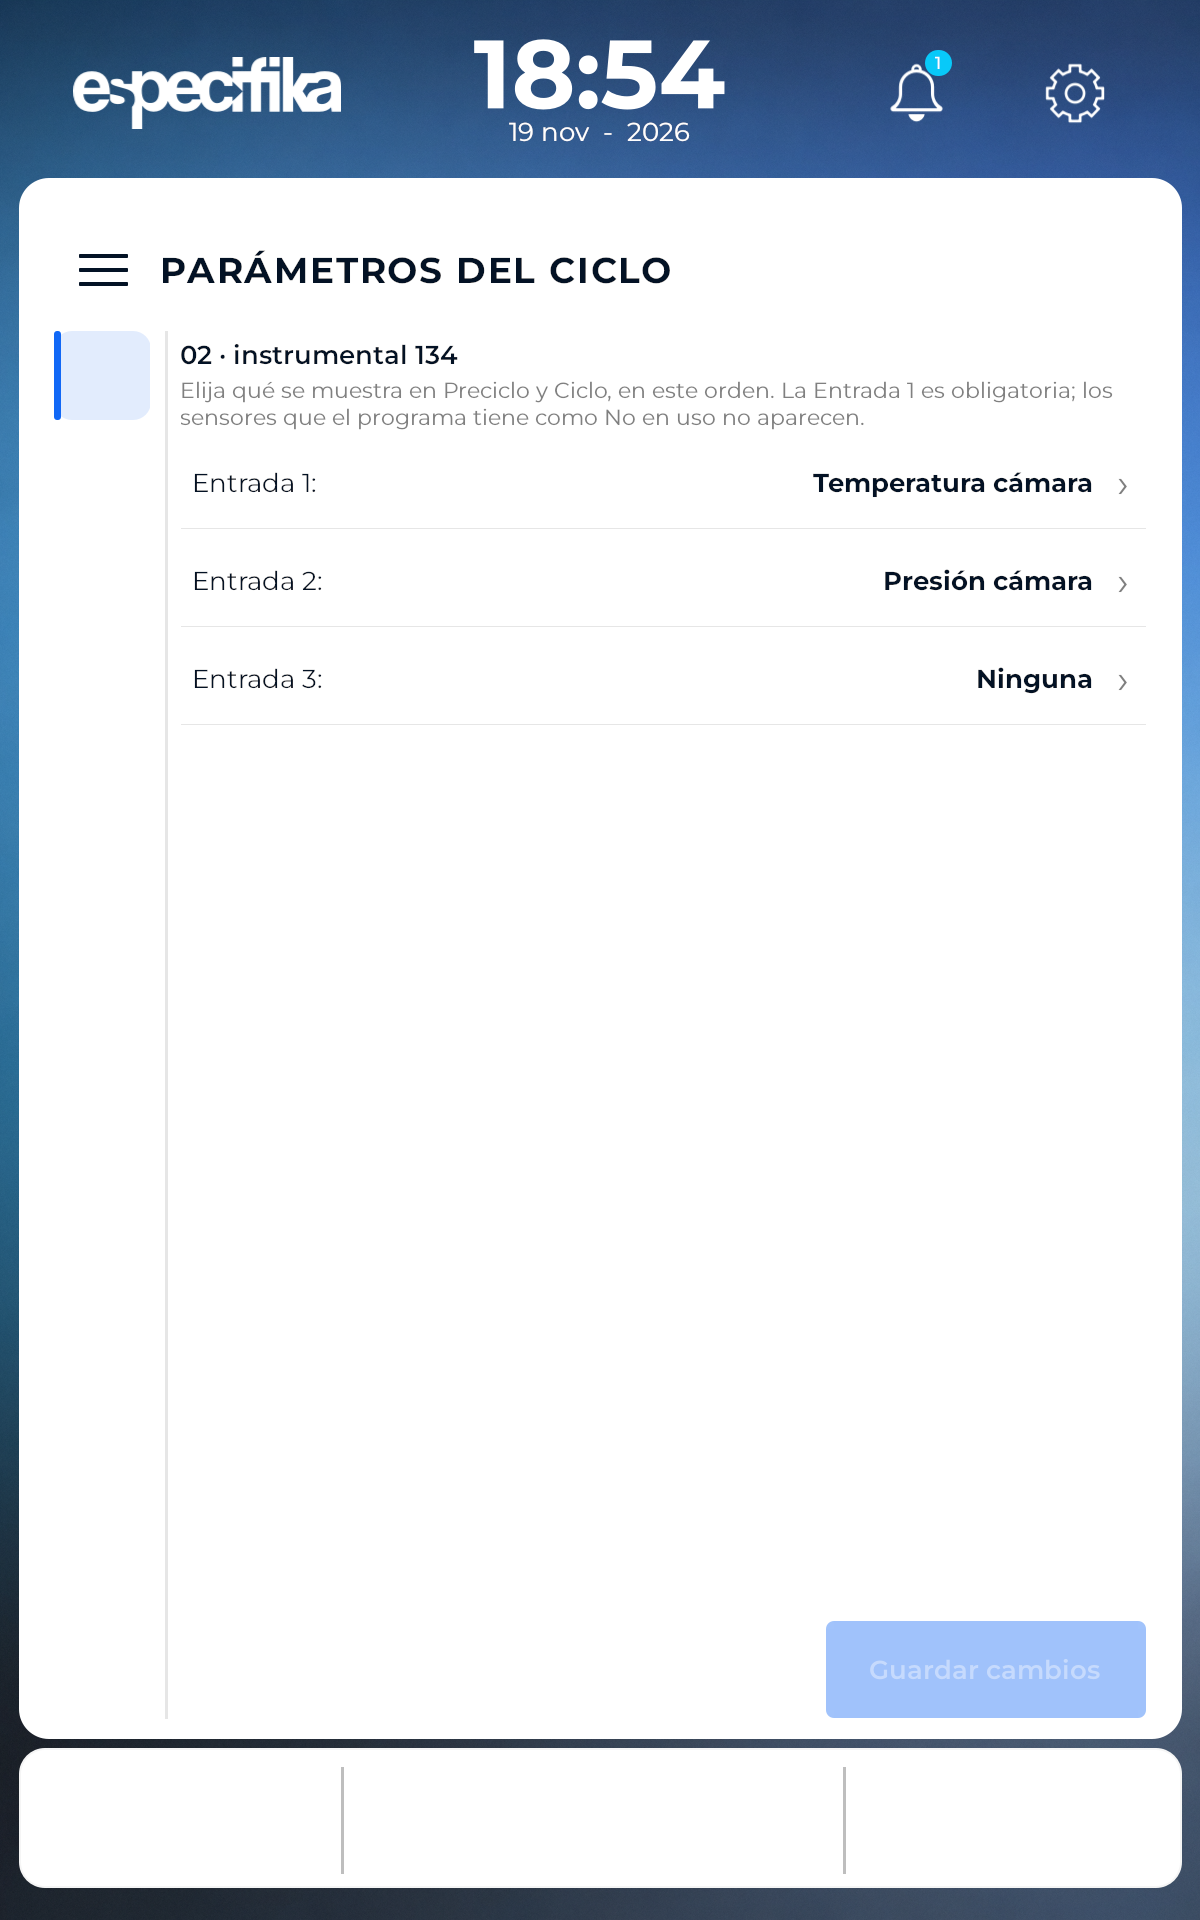 especifika
18:54
19 nov - 2026
1
PARÁMETROS DEL CICLO
02 · instrumental 134
Elija qué se muestra en Preciclo y Ciclo, en este orden. La Entrada 1 es obligatoria; los
sensores que el programa tiene como No en uso no aparecen.
Entrada 1:
Temperatura cámara ›
Entrada 2:
Presión cámara ›
Entrada 3:
Ninguna ›
Guardar cambios